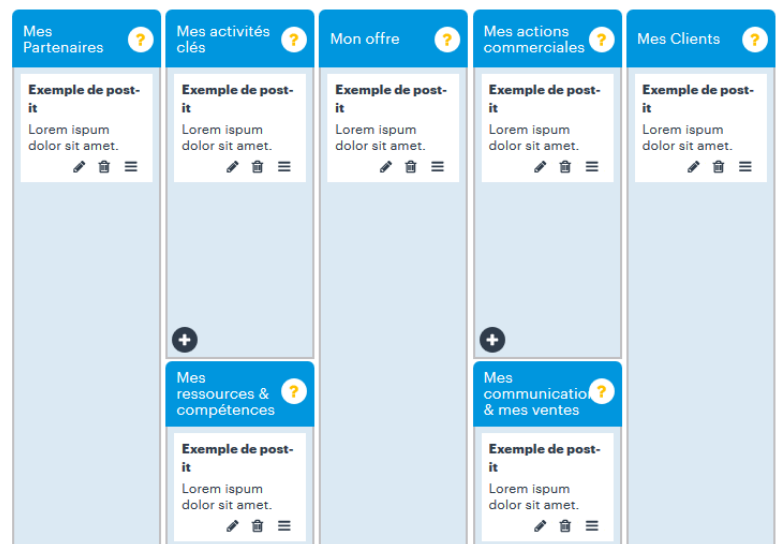 Mes
Partenaires
?
Exemple de post-
it
Lorem ispum
dolor sit amet.
Mes activités
clés
?
Exemple de post-
it
Lorem ispum
dolor sit amet.
Mes
ressources &
compétences
?
Exemple de post-
it
Lorem ispum
dolor sit amet.
Mon offre
?
Exemple de post-
it
Lorem ispum
dolor sit amet.
Mes actions
commerciales
?
Exemple de post-
it
Lorem ispum
dolor sit amet.
Mes
communicatio
& mes ventes
?
Exemple de post-
it
Lorem ispum
dolor sit amet.
Mes Clients
?
Exemple de post-
it
Lorem ispum
dolor sit amet.